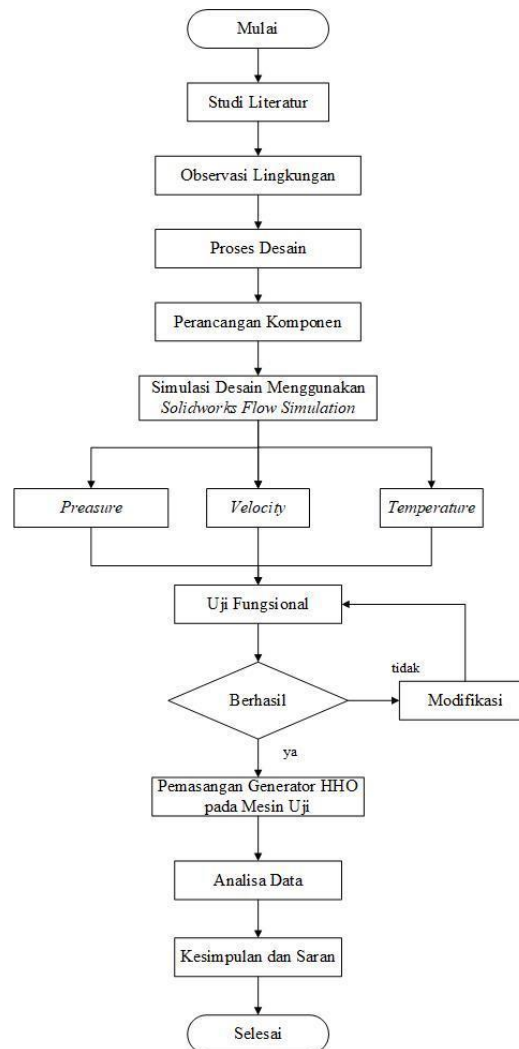 Mulai
Studi Literatur
Observasi Lingkungan
Proses Desain
Perancangan Komponen
Simulasi Desain Menggunakan
Solidworks Flow Simulation
Preasure
Velocity
Temperature
Uji Fungsional
tidak
Berhasil
Modifikasi
ya
Pemasangan Generator HHO
pada Mesin Uji
Analisa Data
Kesimpulan dan Saran
Selesai